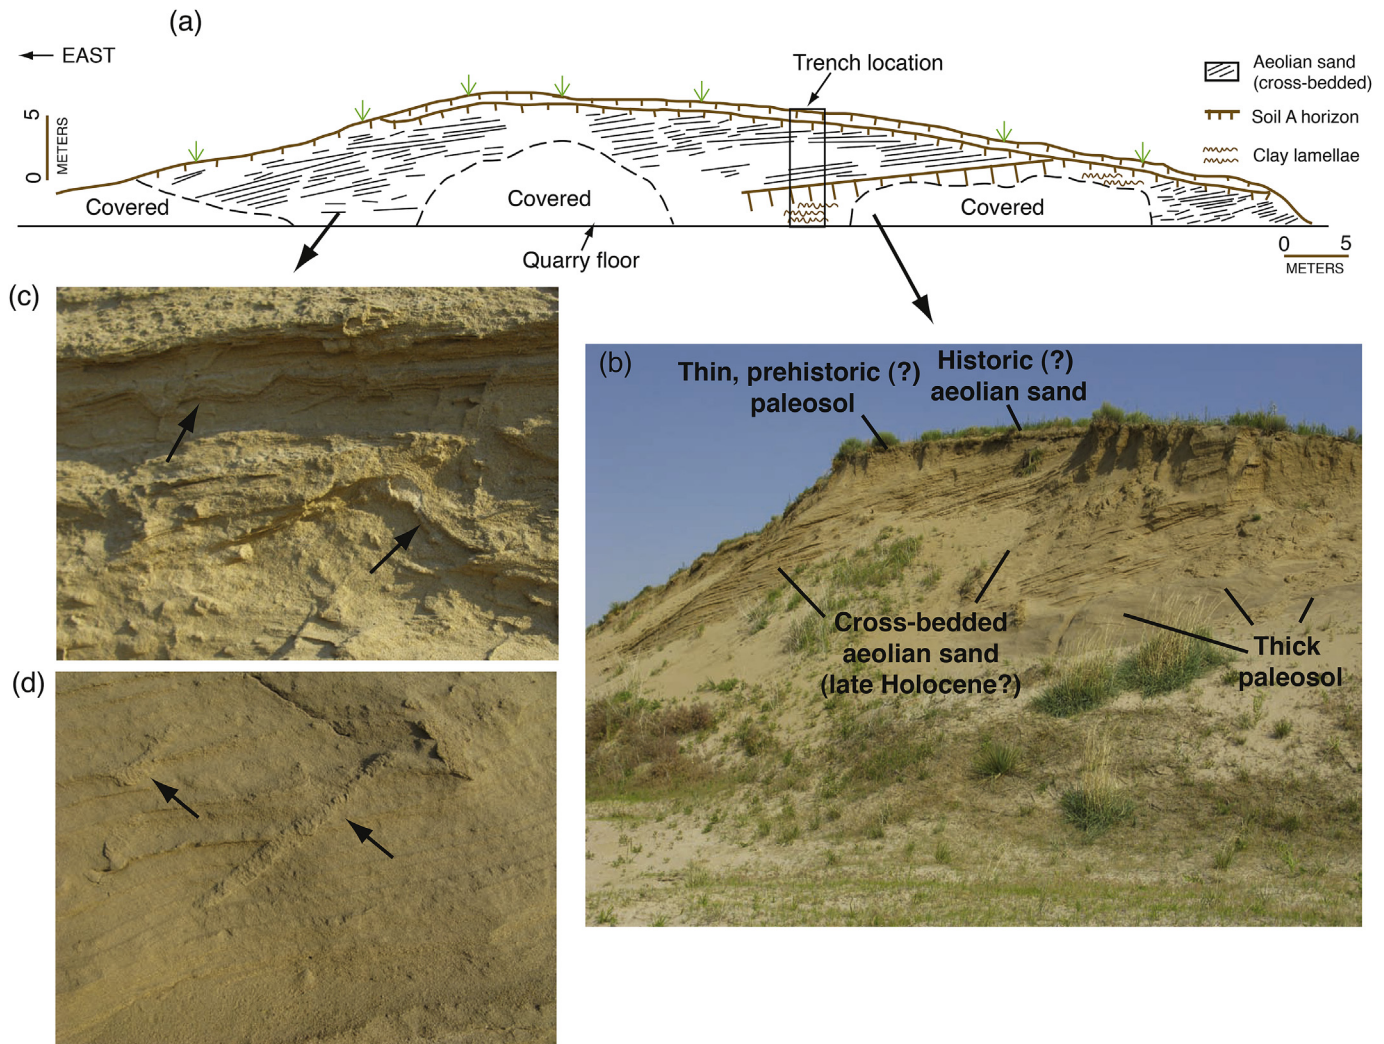 (a)
EAST
Trench location
Aeolian sand
(cross-bedded)
Soil A horizon
Clay lamellae
5
METERS
0
Covered
Covered
Covered
Quarry floor
0 5
METERS
(c)
(b)
Thin, prehistoric (?)
paleosol
Historic (?)
aeolian sand
Cross-bedded
aeolian sand
(late Holocene?)
Thick
paleosol
(d)